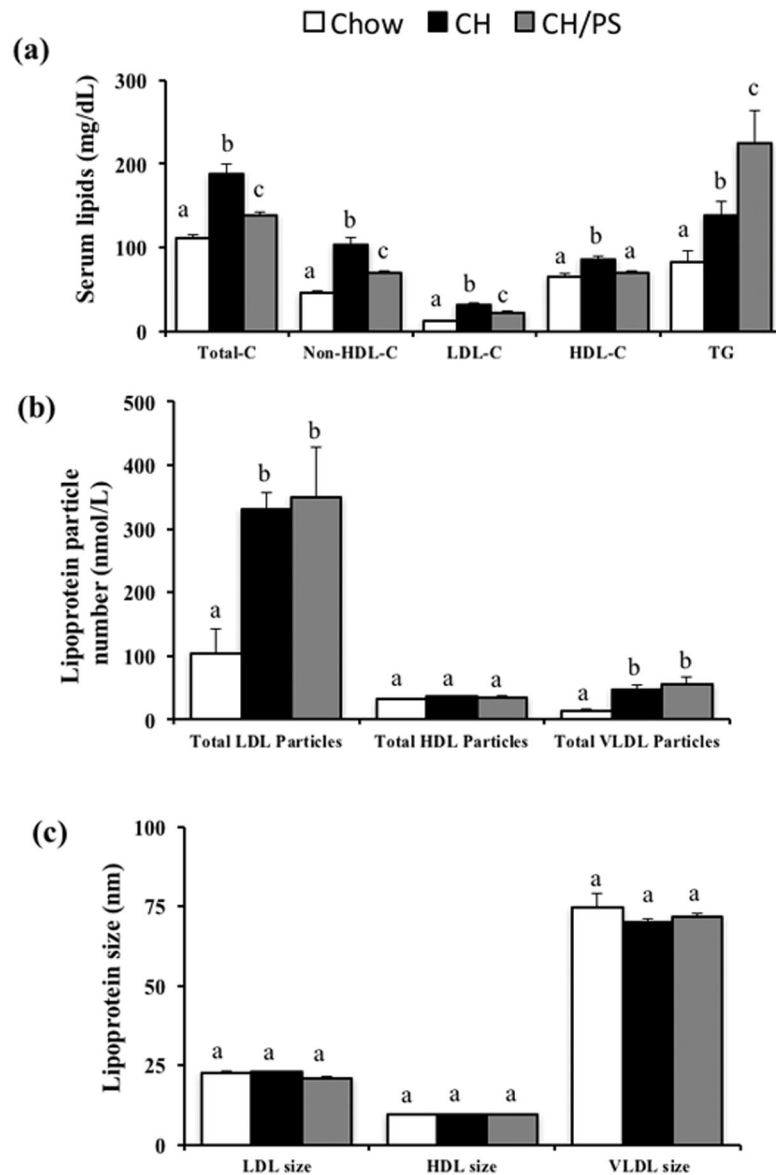 Chow CH CH/PS
(a)
Serum lipids (mg/dL)
300
200
100
0
a b c
a b c
a b c
a b a
a b c
Total-C Non-HDL-C LDL-C HDL-C TG
(b)
Lipoprotein particle
number (nmol/L)
500
400
300
200
100
0
a b b
a a a
a b b
Total LDL Particles Total HDL Particles Total VLDL Particles
(c)
Lipoprotein size (nm)
100
75
50
25
0
a a a
a a a
a a a
LDL size HDL size VLDL size